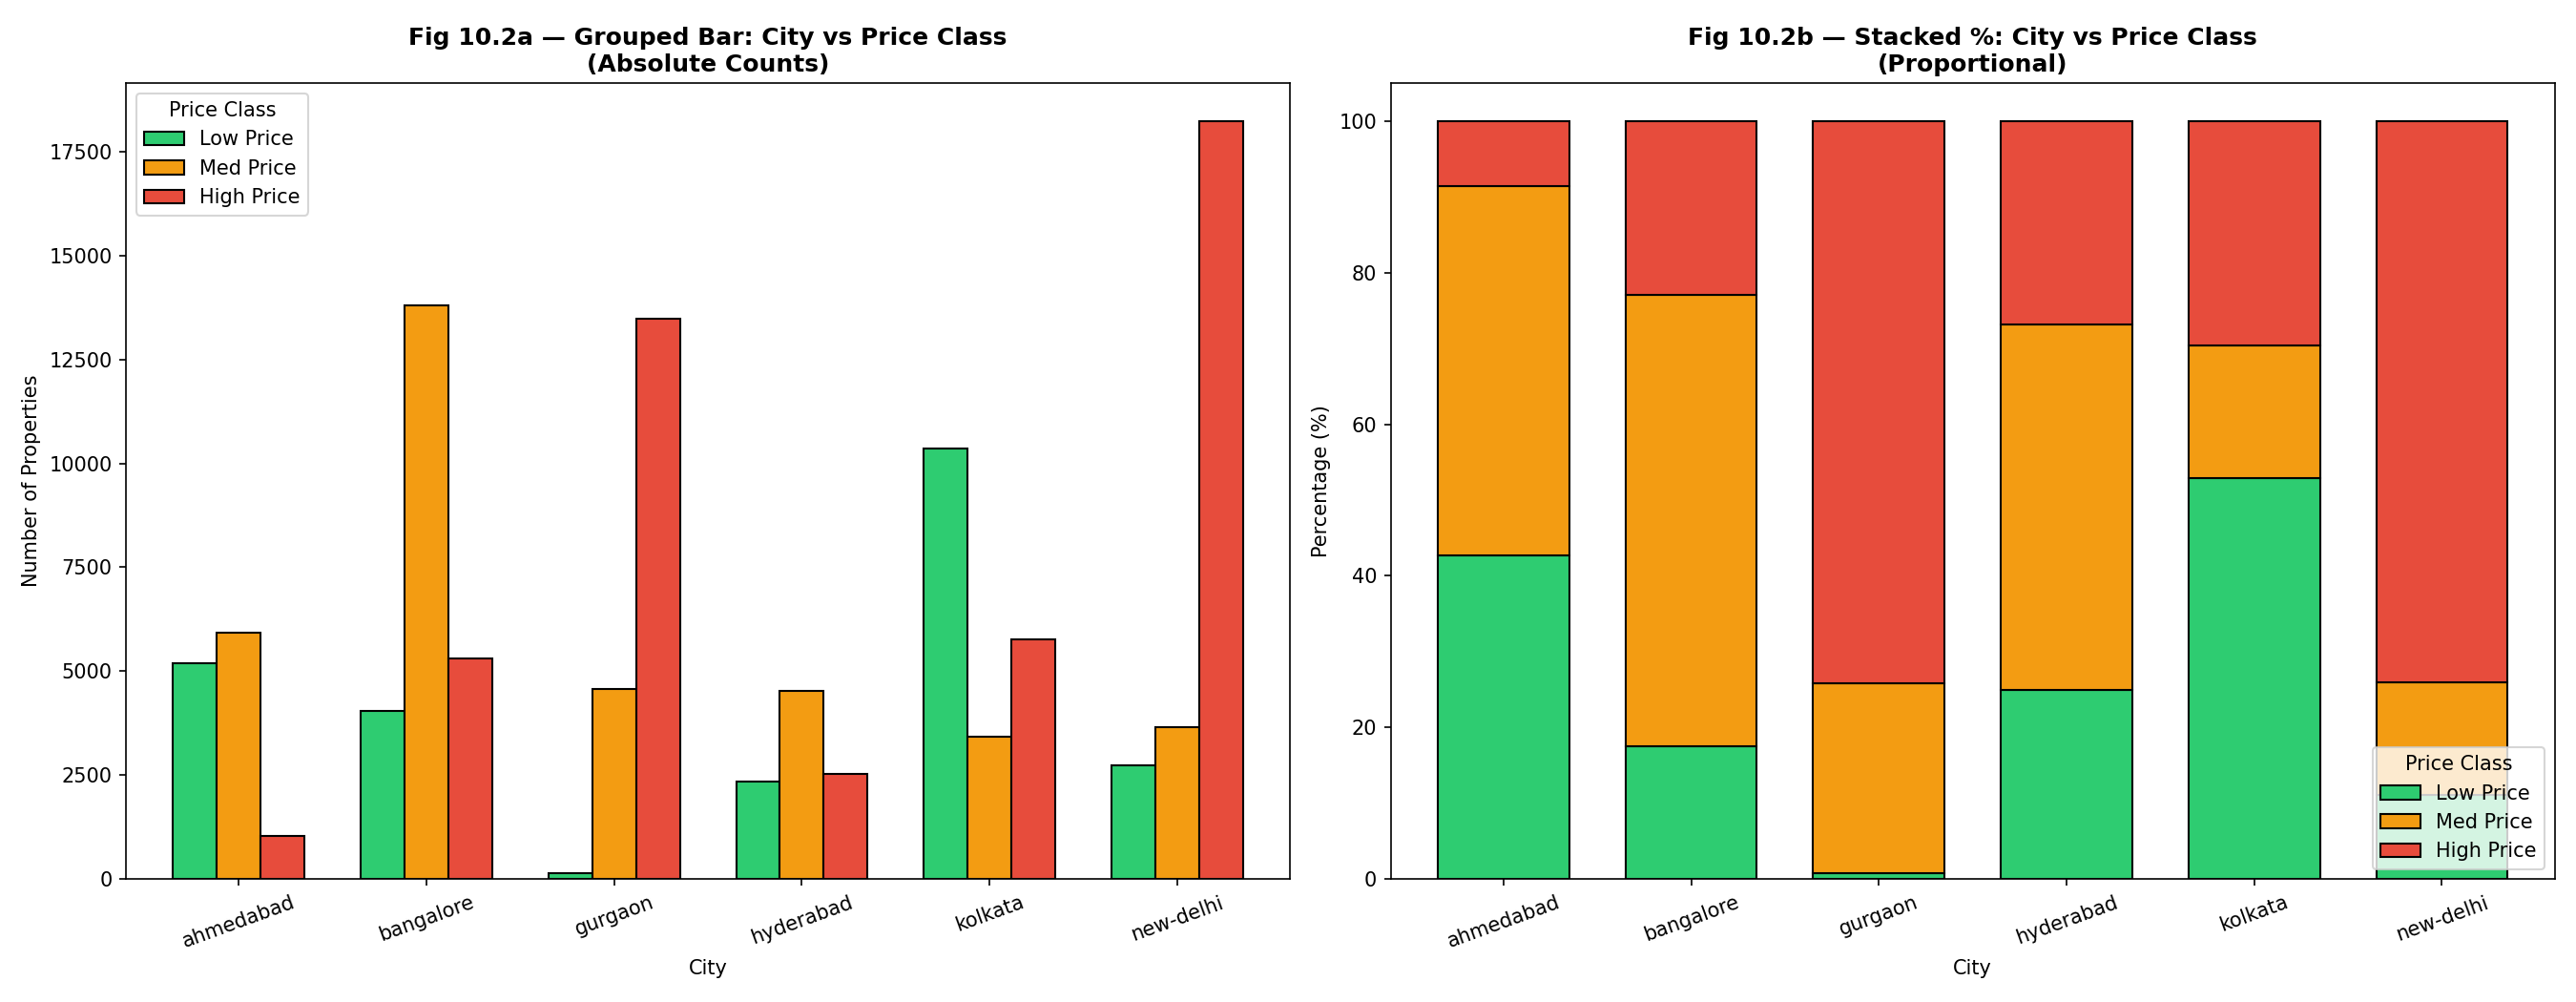 Fig 10.2a — Grouped Bar: City vs Price Class
(Absolute Counts)
Price Class
Low Price
Med Price
High Price
Number of Properties
17500
15000
12500
10000
7500
5000
2500
0
ahmedabad
bangalore
gurgaon
hyderabad
kolkata
new-delhi
City
Fig 10.2b — Stacked %: City vs Price Class
(Proportional)
Percentage (%)
100
80
60
40
20
0
Price Class
Low Price
Med Price
High Price
ahmedabad
bangalore
gurgaon
hyderabad
kolkata
new-delhi
City